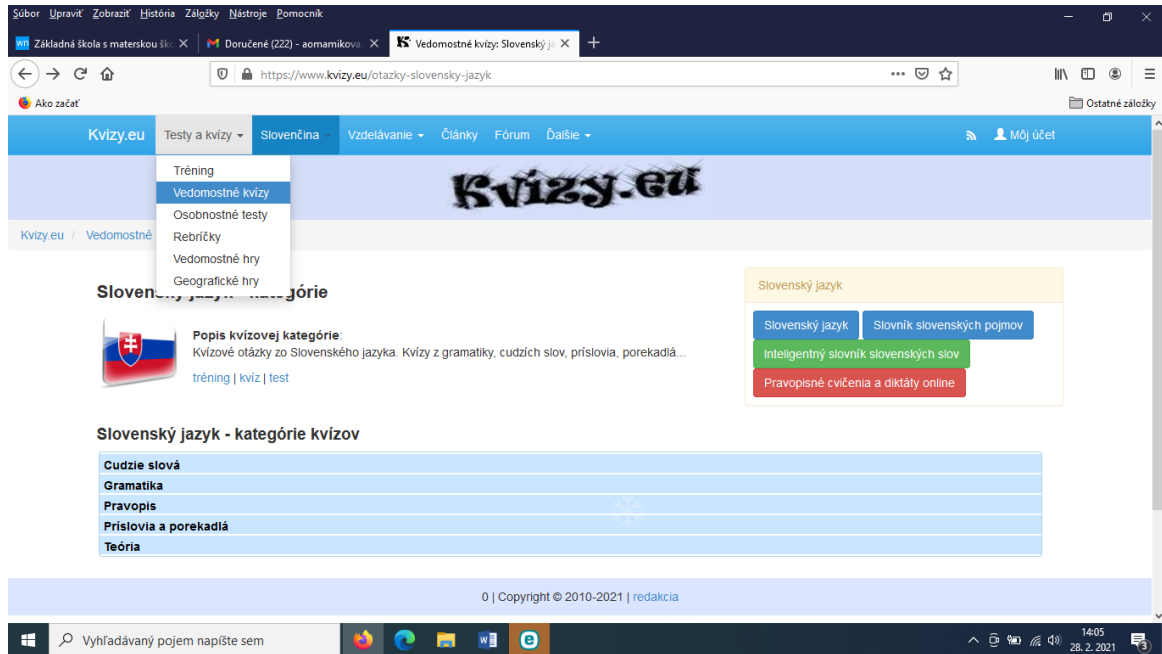 Súbor Upraviť Zobraziť História Záložky Nástroje Pomocník
Základná škola s materskou ško
Doručené (222) - aomamikova
Vedomostné kvízy: Slovenský ja
https://www.kvizy.eu/otazky-slovensky-jazyk
Ako začať
Ostatné záložky
Kvizy.eu Testy a kvízy Slovenčina Vzdelávanie Články Fórum Ďalšie Môj účet
Tréning
Vedomostné kvízy
Osobnostné testy
Rebríčky
Vedomostné hry
Geografické hry
Kvizy.eu
Kvizy.eu / Vedomostné
Slovenský jazyk - kategórie
Popis kvízovej kategórie:
Kvízové otázky zo Slovenského jazyka. Kvízy z gramatiky, cudzích slov, príslovia, porekadlá...
tréning | kvíz | test
Slovenský jazyk
Slovenský jazyk Slovník slovenských pojmov
Inteligentný slovník slovenských slov
Pravopisné cvičenia a diktáty online
Slovenský jazyk - kategórie kvízov
Cudzie slová
Gramatika
Pravopis
Príslovia a porekadlá
Teória
0 | Copyright © 2010-2021 | redakcia
Vyhľadávaný pojem napíšte sem
14:05
28. 2. 2021
3